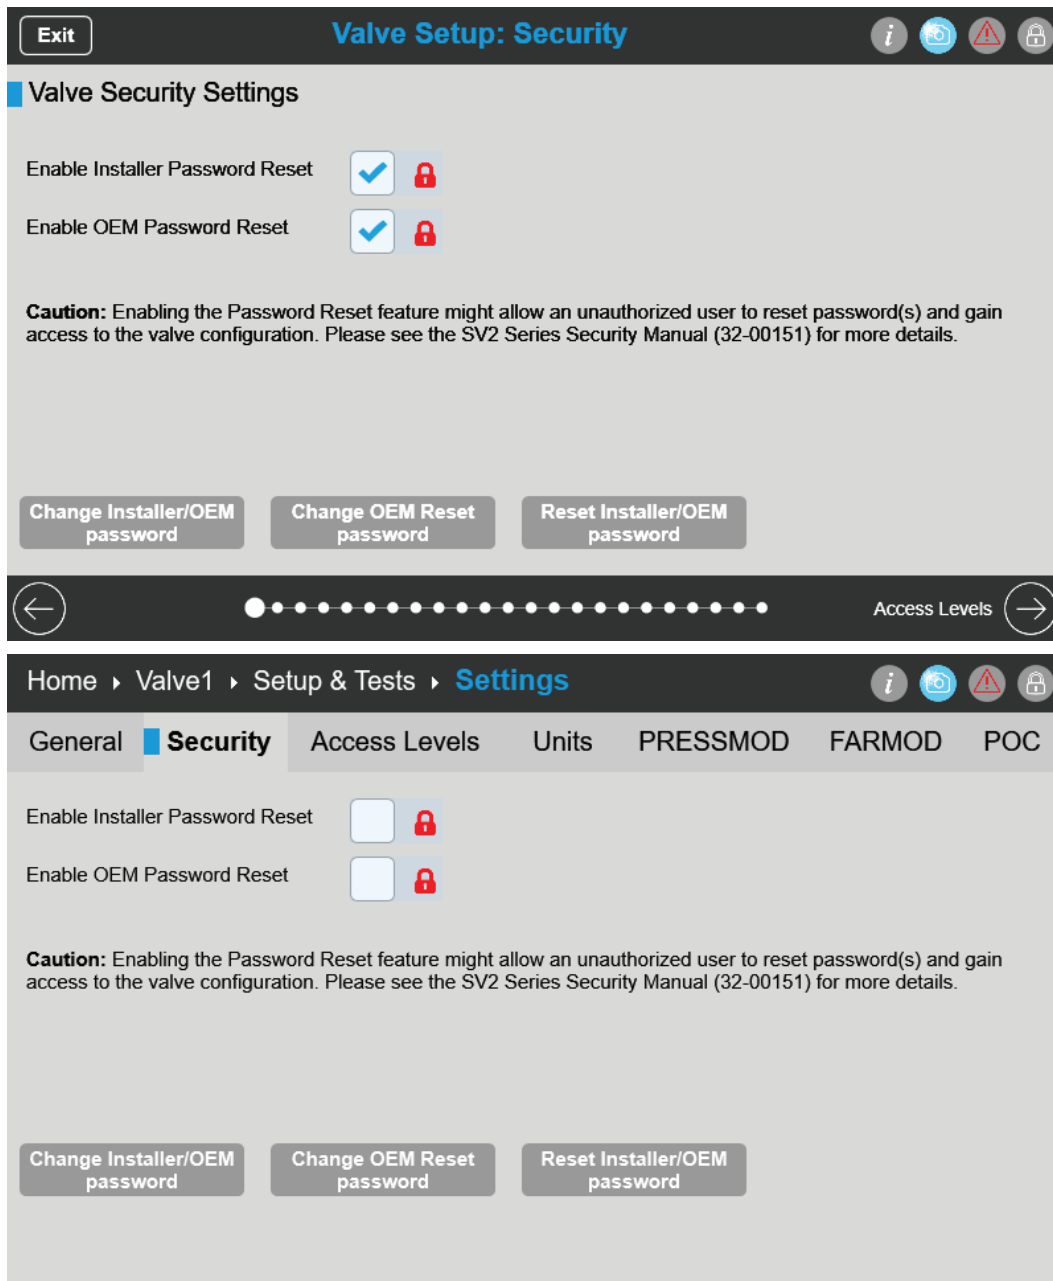 Exit
Valve Setup: Security
Valve Security Settings
Enable Installer Password Reset
Enable OEM Password Reset
Caution: Enabling the Password Reset feature might allow an unauthorized user to reset password(s) and gain
access to the valve configuration. Please see the SV2 Series Security Manual (32-00151) for more details.
Change Installer/OEM
password
Change OEM Reset
password
Reset Installer/OEM
password
Access Levels
Home Valve1 Setup & Tests Settings
General Security Access Levels Units PRESSMOD FARMOD POC
Enable Installer Password Reset
Enable OEM Password Reset
Caution: Enabling the Password Reset feature might allow an unauthorized user to reset password(s) and gain
access to the valve configuration. Please see the SV2 Series Security Manual (32-00151) for more details.
Change Installer/OEM
password
Change OEM Reset
password
Reset Installer/OEM
password